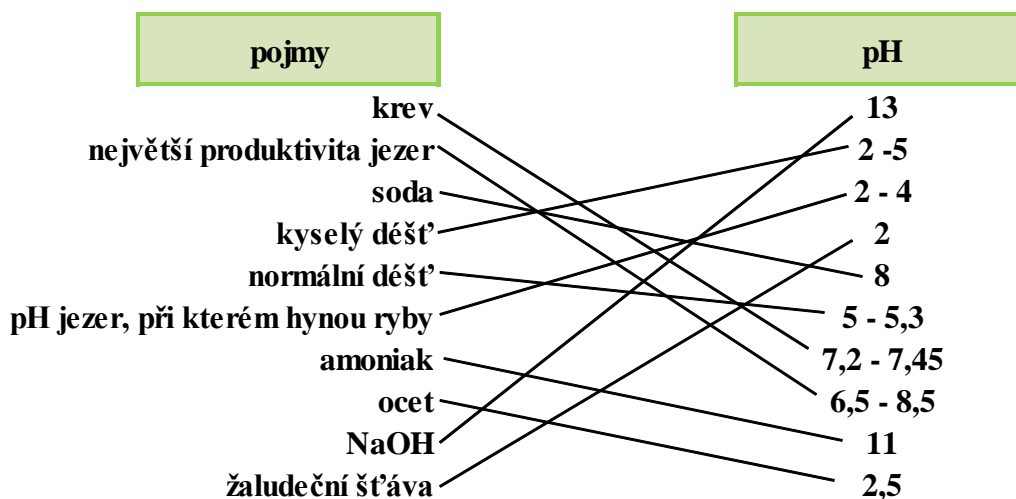 pojmy pH
krev 13
největší produktivita jezer 2 -5
soda 2 - 4
kyselý déšť 2
normální déšť 8
pH jezer, při kterém hynou ryby 5 - 5,3
amoniak 7,2 - 7,45
ocet 6,5 - 8,5
NaOH 11
žaludeční šťáva 2,5